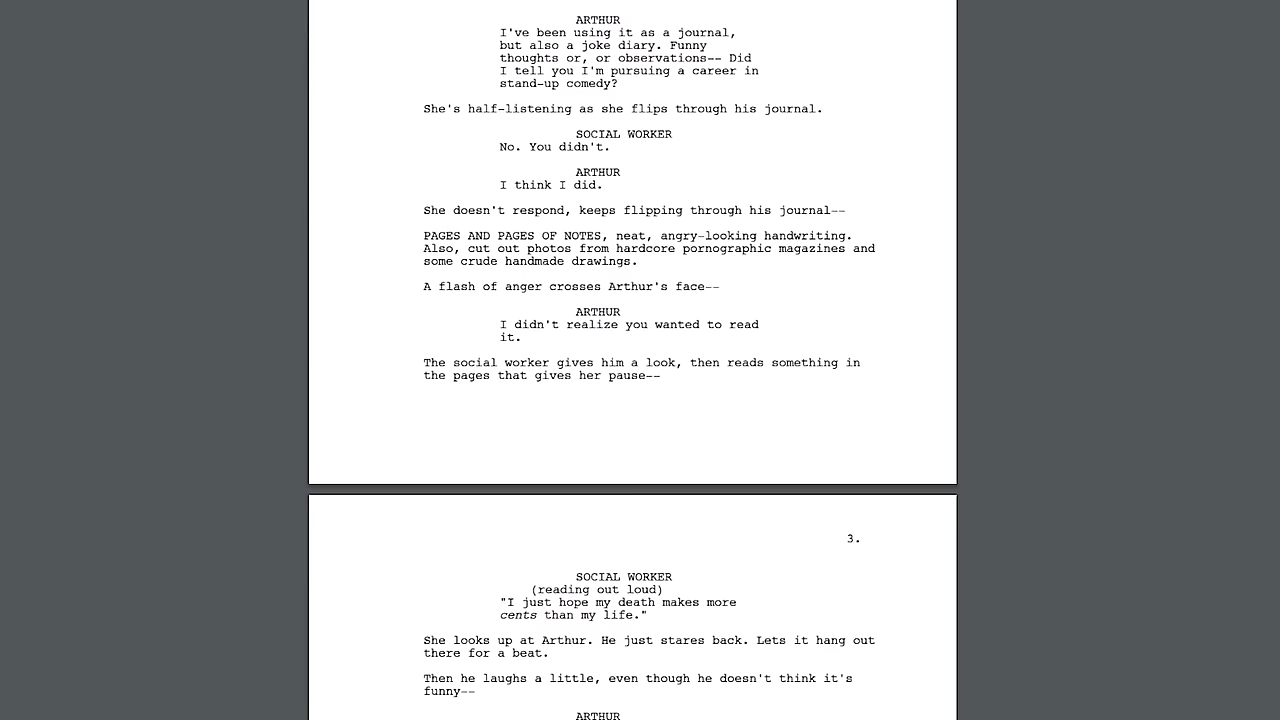 ARTHUR
I've been using it as a journal,
but also a joke diary. Funny
thoughts or, or observations-- Did
I tell you I'm pursuing a career in
stand-up comedy?
She's half-listening as she flips through his journal.
SOCIAL WORKER
No. You didn't.
ARTHUR
I think I did.
She doesn't respond, keeps flipping through his journal--
PAGES AND PAGES OF NOTES, neat, angry-looking handwriting.
Also, cut out photos from hardcore pornographic magazines and
some crude handmade drawings.
A flash of anger crosses Arthur's face--
ARTHUR
I didn't realize you wanted to read
it.
The social worker gives him a look, then reads something in
the pages that gives her pause--
3.
SOCIAL WORKER
(reading out loud)
"I just hope my death makes more
cents than my life."
She looks up at Arthur. He just stares back. Lets it hang out
there for a beat.
Then he laughs a little, even though he doesn't think it's
funny--
ARTHUR